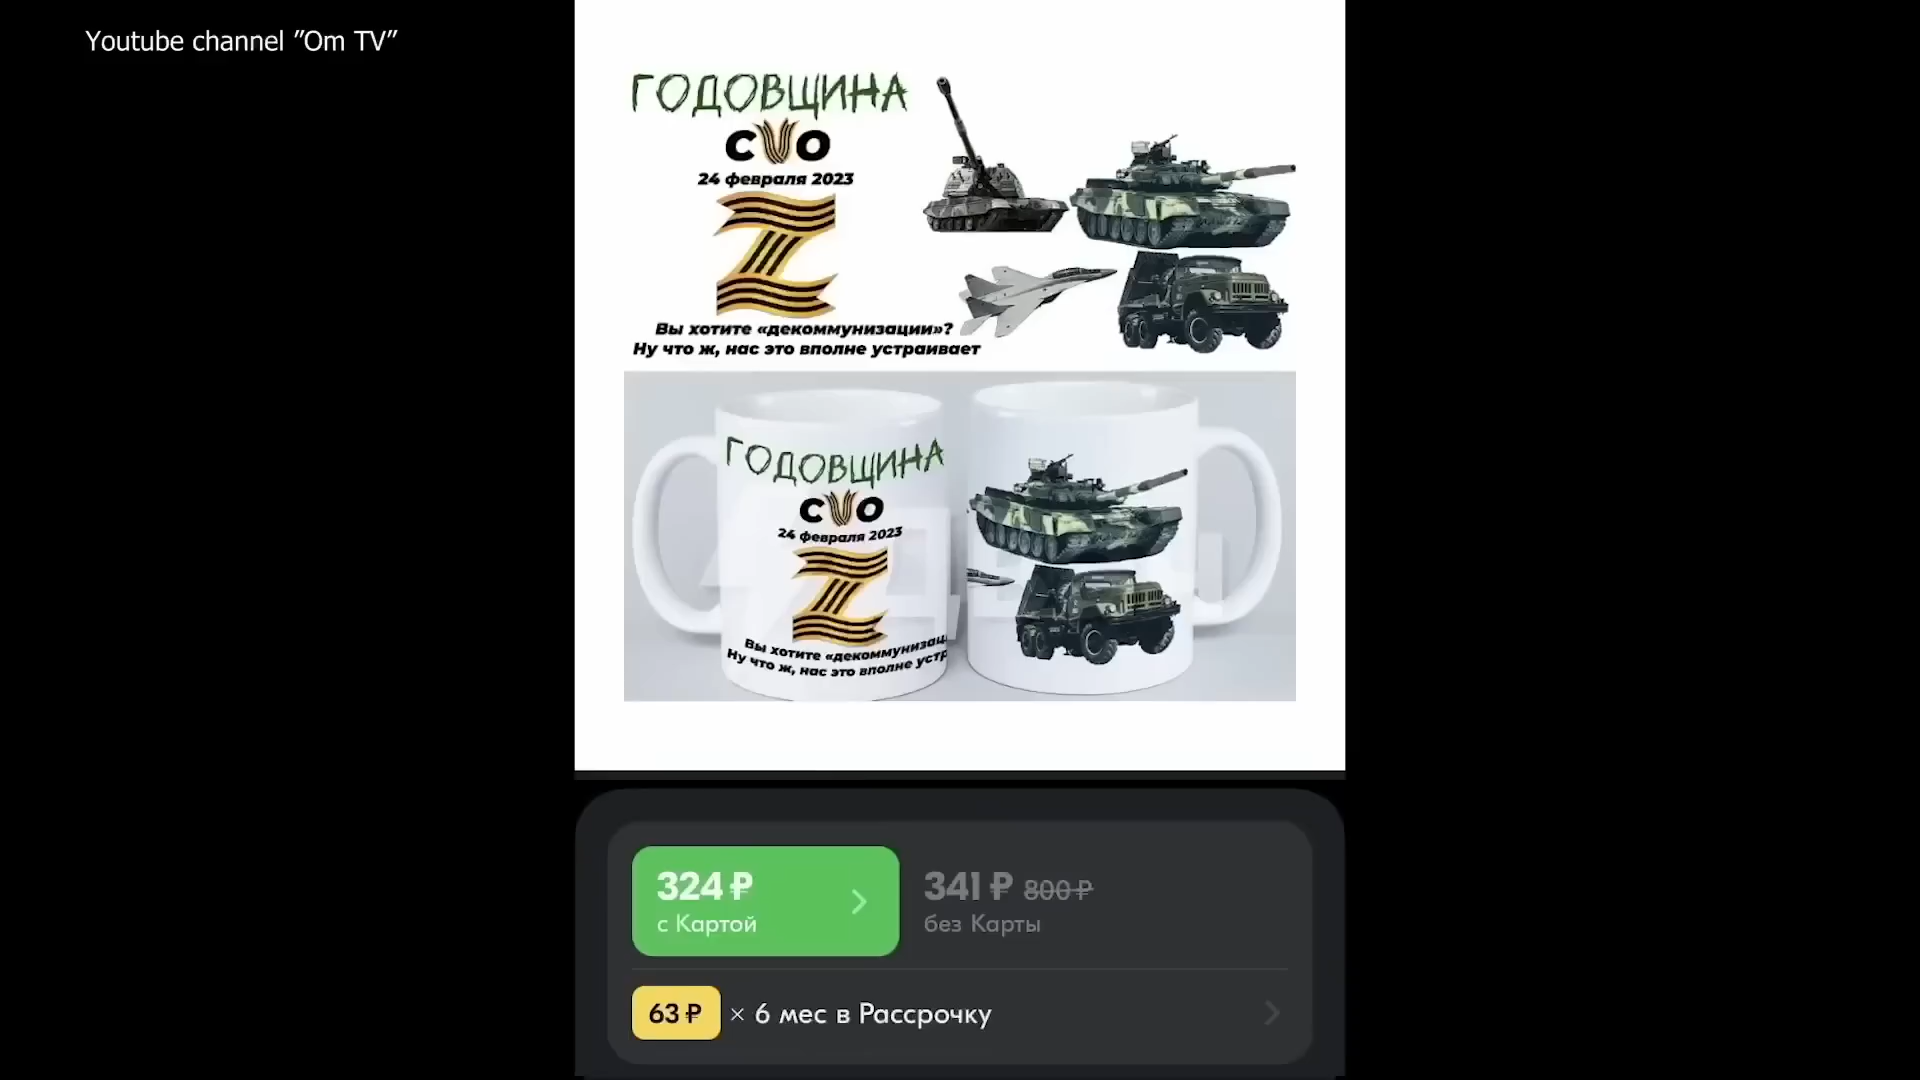 Youtube channel "Om TV"
ГОДОВЩИНА
СVО
24 февраля 2023
Z
Вы хотите «декоммунизации»?
Ну что ж, нас это вполне устраивает
ГОДОВЩИНА
СVО
24 февраля 2023
Z
Вы хотите «декоммунизац
Ну что ж, нас это вполне устр
324 ₽
с Картой
341 ₽ 800 ₽
без Карты
63 ₽ × 6 мес в Рассрочку